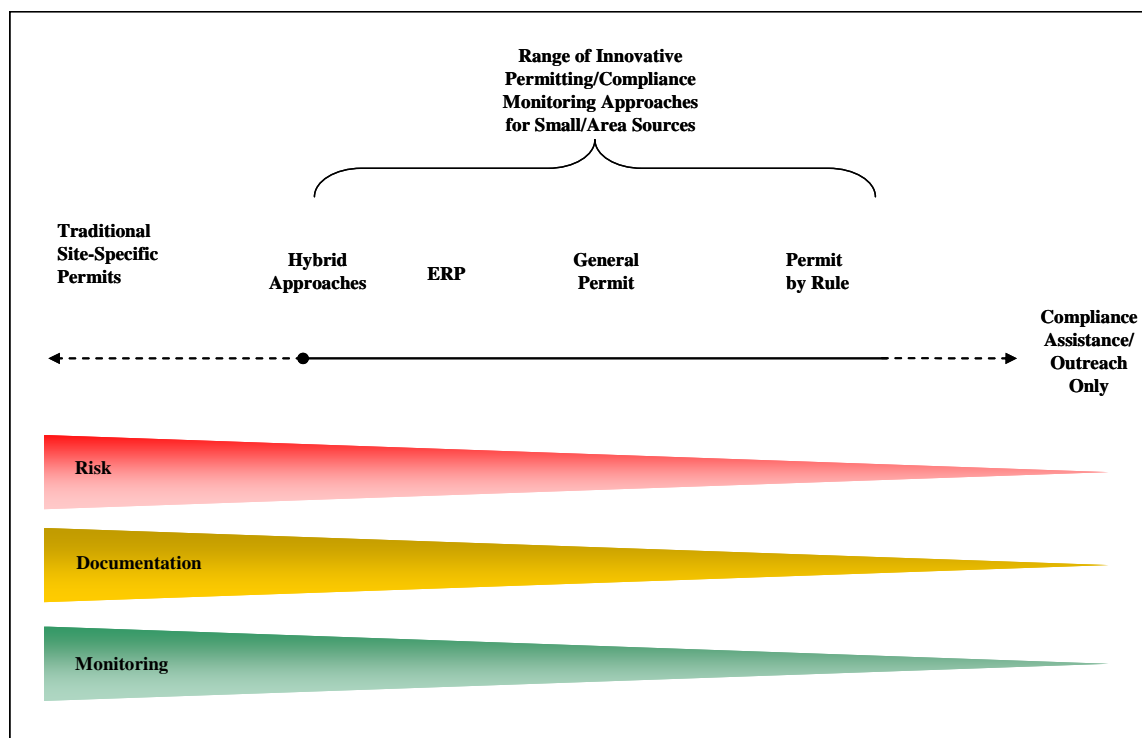 Range of Innovative
Permitting/Compliance
Monitoring Approaches
for Small/Area Sources
Traditional
Site-Specific
Permits
Hybrid
Approaches
ERP
General
Permit
Permit
by Rule
Compliance
Assistance/
Outreach
Only
Risk
Documentation
Monitoring